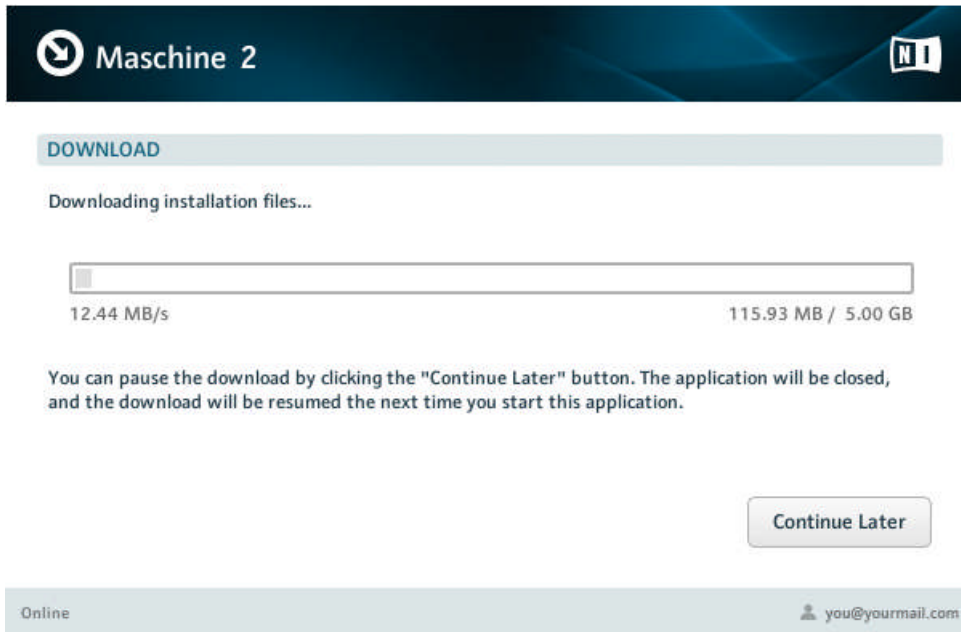 Maschine 2
NI
DOWNLOAD
Downloading installation files...
12.44 MB/s
115.93 MB / 5.00 GB
You can pause the download by clicking the "Continue Later" button. The application will be closed,
and the download will be resumed the next time you start this application.
Continue Later
Online
you@yourmail.com